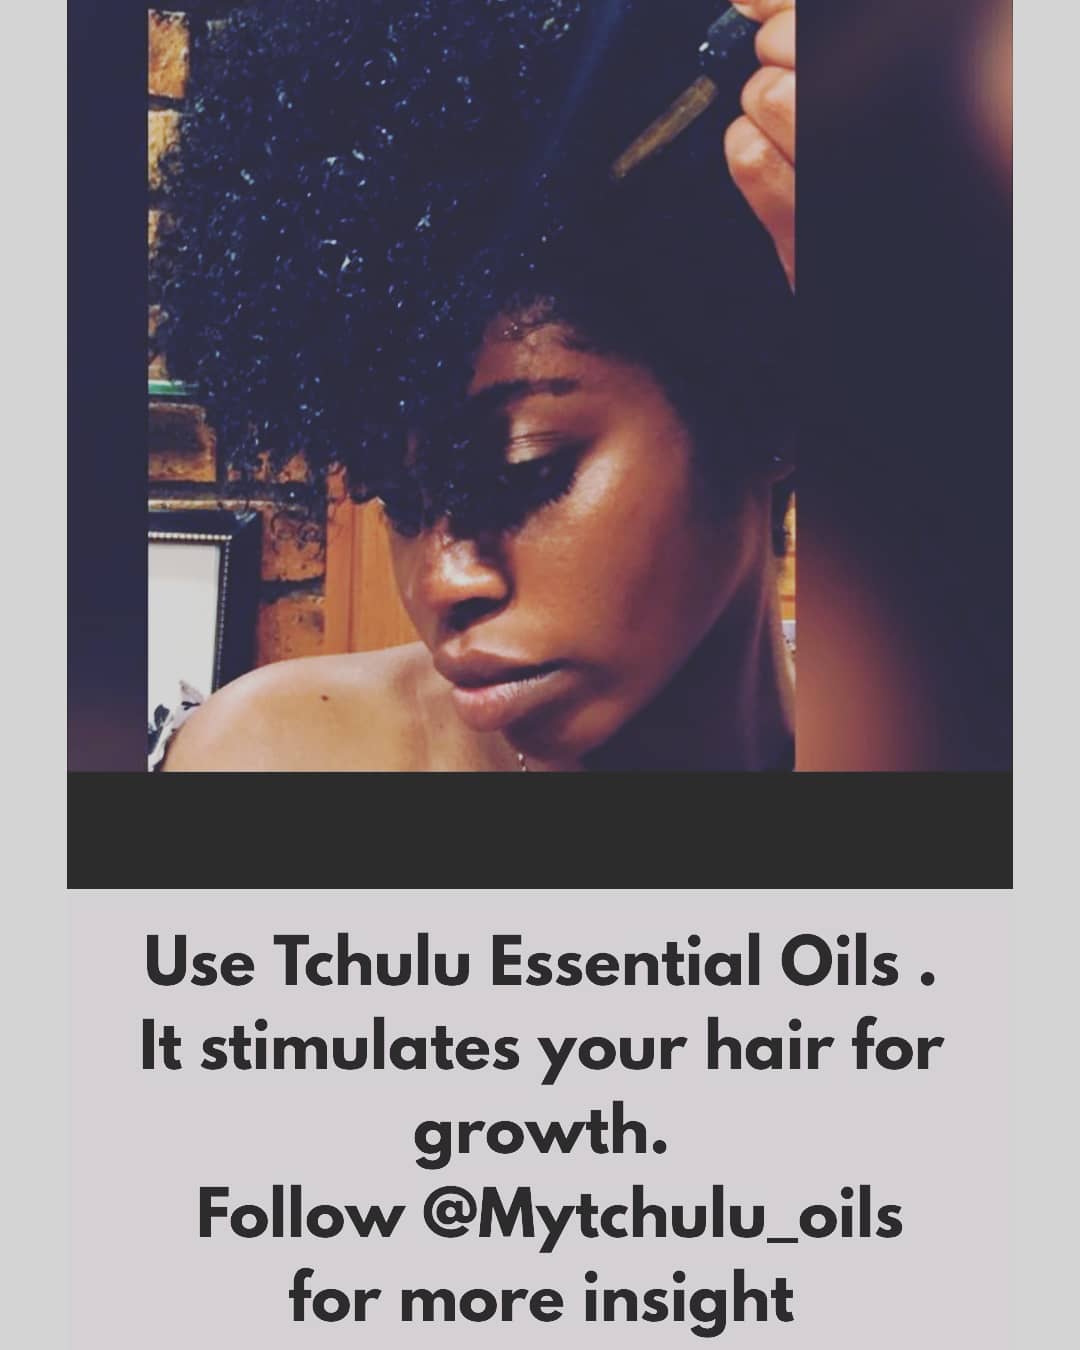 Use Tchulu Essential Oils .
It stimulates your hair for
growth.
Follow @Mytchulu_oils
for more insight